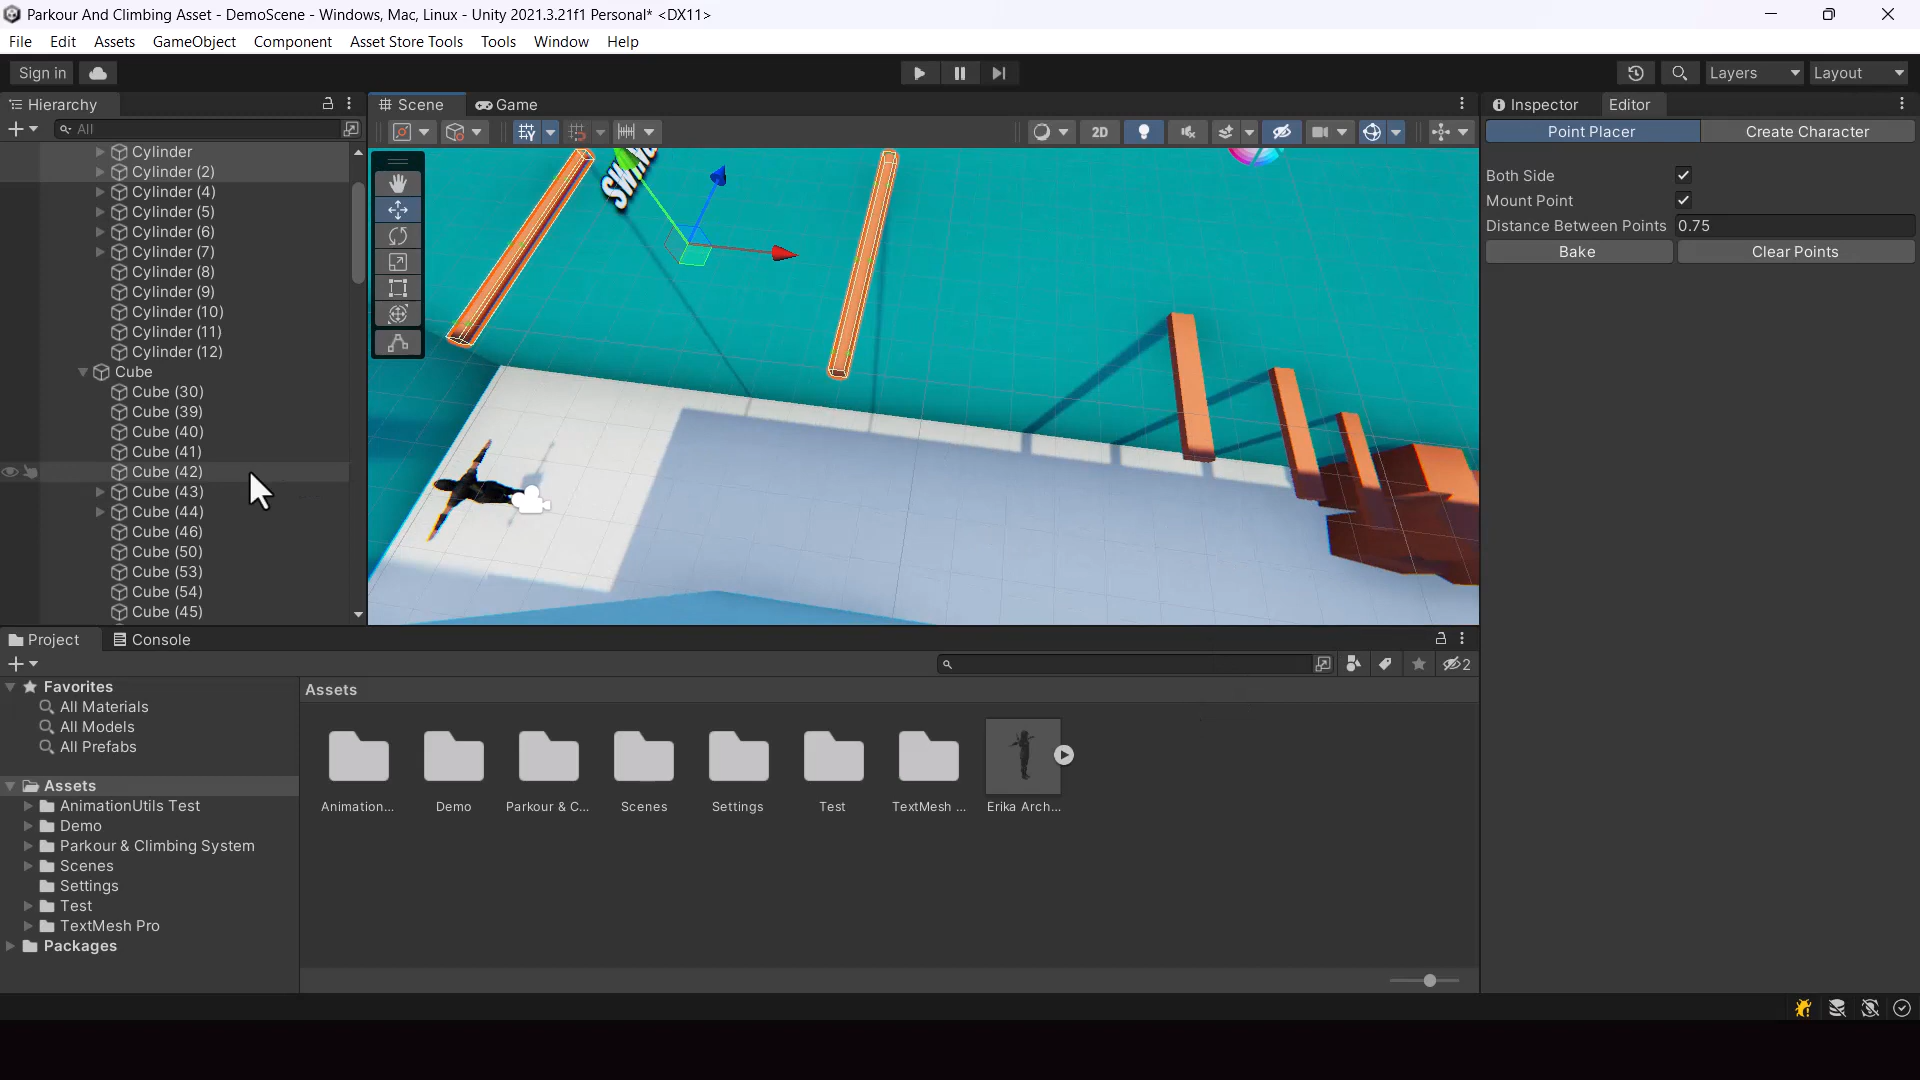 Parkour And Climbing Asset - DemoScene - Windows, Mac, Linux - Unity 2021.3.21f1 Personal* <DX11>
File Edit Assets GameObject Component Asset Store Tools Tools Window Help
Sign in
Layers
Layout
Hierarchy
All
Cylinder
Cylinder (2)
Cylinder (4)
Cylinder (5)
Cylinder (6)
Cylinder (7)
Cylinder (8)
Cylinder (9)
Cylinder (10)
Cylinder (11)
Cylinder (12)
Cube
Cube (30)
Cube (39)
Cube (40)
Cube (41)
Cube (42)
Cube (43)
Cube (44)
Cube (46)
Cube (50)
Cube (53)
Cube (54)
Cube (45)
Scene
Game
2D
Inspector
Editor
Point Placer
Create Character
Both Side
Mount Point
Distance Between Points 0.75
Bake
Clear Points
Project
Console
2
Favorites
All Materials
All Models
All Prefabs
Assets
AnimationUtils Test
Demo
Parkour & Climbing System
Scenes
Settings
Test
TextMesh Pro
Packages
Assets
Animation...
Demo
Parkour & C...
Scenes
Settings
Test
TextMesh ...
Erika Arch...